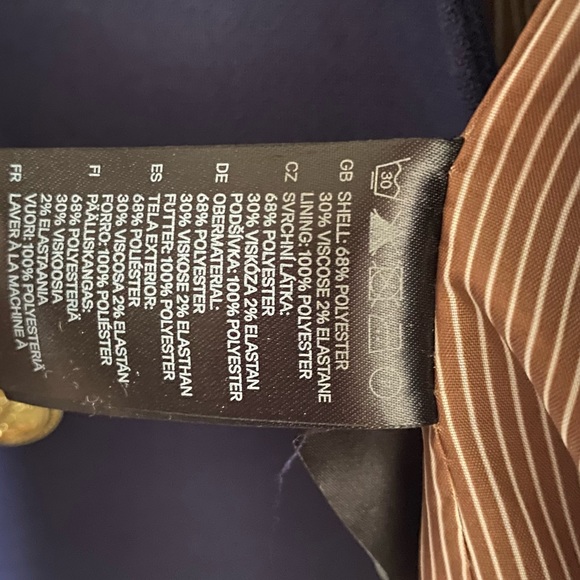 30
GB SHELL: 68% POLYESTER
30% VISCOSE 2% ELASTANE
LINING: 100% POLYESTER
CZ SVRCHNÍ LÁTKA:
68% POLYESTER
30% VISKÓZA 2% ELASTAN
PODŠÍVKA: 100% POLYESTER
DE OBERMATERIAL:
68% POLYESTER
30% VISKOSE 2% ELASTHAN
FUTTER: 100% POLYESTER
ES TELA EXTERIOR:
68% POLIÉSTER
30% VISCOSA 2% ELASTÁN
FORRO: 100% POLIÉSTER
FI PÄÄLLISKANGAS:
68% POLYESTERIÄ
30% VISKOOSIA
2% ELASTAANIA
VUORI: 100% POLYESTERIÄ
FR LAVER À LA MACHINE À